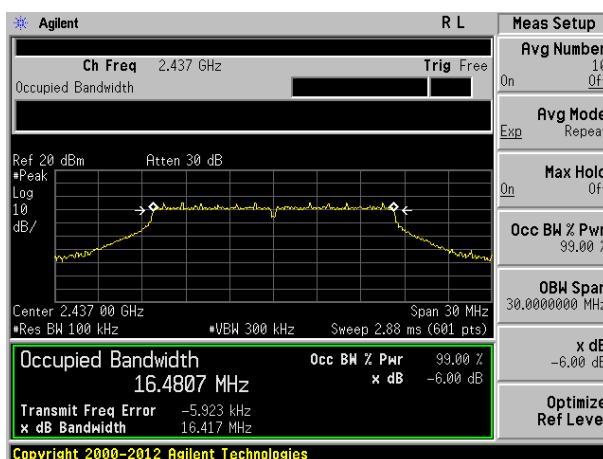 Agilent R L Meas Setup
Ch Freq 2.437 GHz Trig Free
Occupied Bandwidth
Avg Number
10
On Off
Avg Mode
Exp Repeat
Max Hold
On Off
Occ BW % Pwr
99.00 %
OBW Span
30.0000000 MHz
x dB
-6.00 dB
Optimize
Ref Level
Ref 20 dBm Atten 30 dB
#Peak
Log
10
dB/
Center 2.437 00 GHz Span 30 MHz
#Res BW 100 kHz #VBW 300 kHz Sweep 2.88 ms (601 pts)
Occupied Bandwidth Occ BW % Pwr 99.00 %
16.4807 MHz x dB -6.00 dB
Transmit Freq Error -5.923 kHz
x dB Bandwidth 16.417 MHz
Copyright 2000-2012 Agilent Technologies